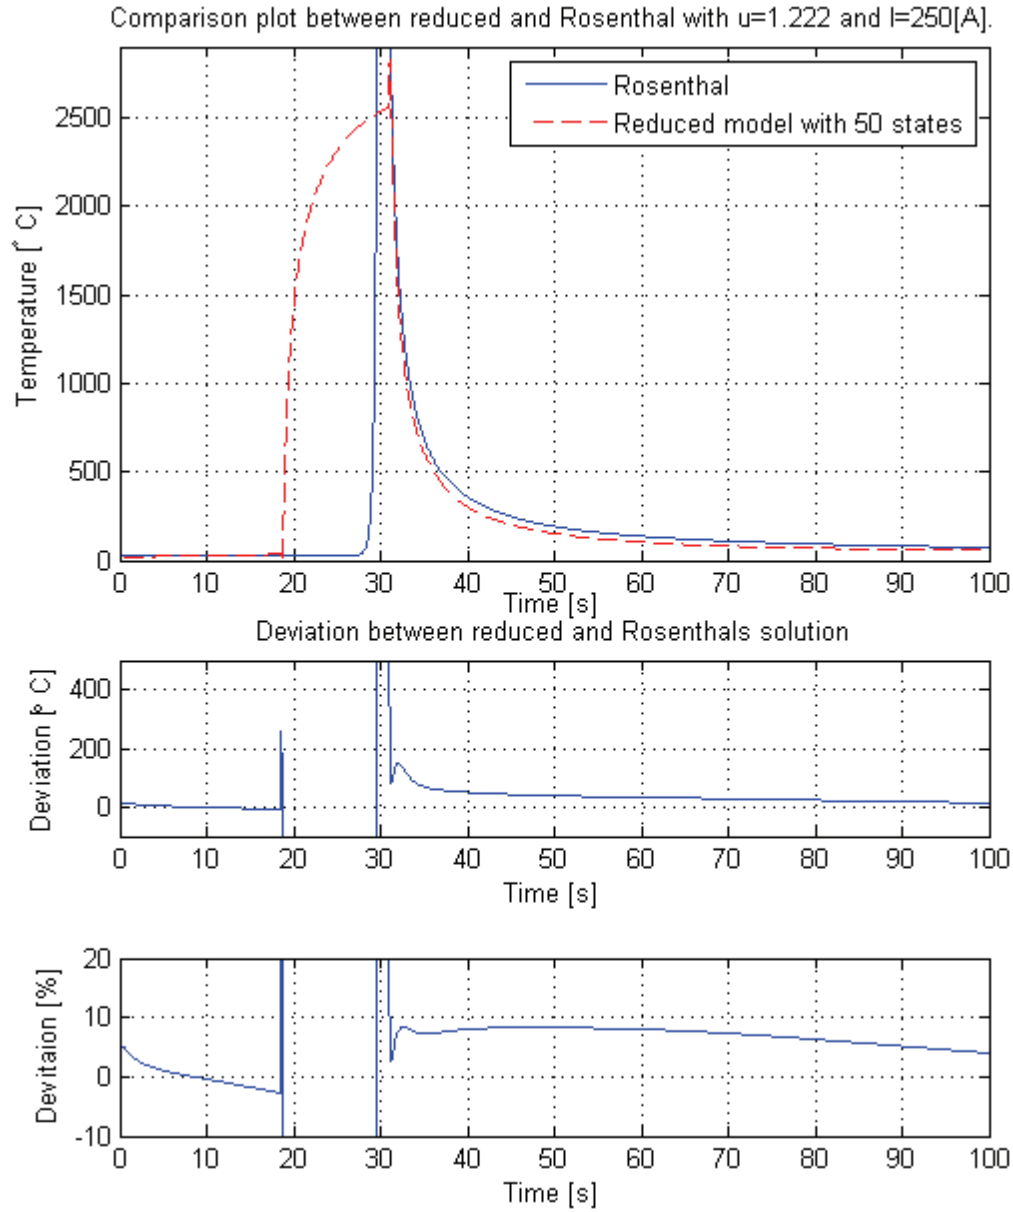 Comparison plot between reduced and Rosenthal with u=1.222 and I=250[A].
Rosenthal
Reduced model with 50 states
Temperature [° C]
2500
2000
1500
1000
500
0
0 10 20 30 40 50 60 70 80 90 100
Time [s]
Deviation between reduced and Rosenthals solution
Deviation [° C]
400
200
0
0 10 20 30 40 50 60 70 80 90 100
Time [s]
Devitaion [%]
20
10
0
-10
0 10 20 30 40 50 60 70 80 90 100
Time [s]